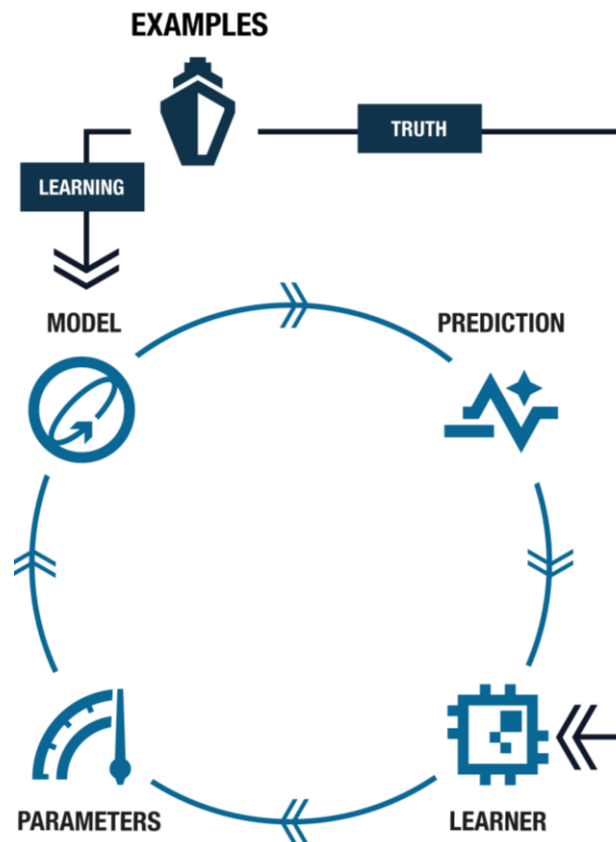 EXAMPLES
TRUTH
LEARNING
MODEL
PREDICTION
PARAMETERS
LEARNER